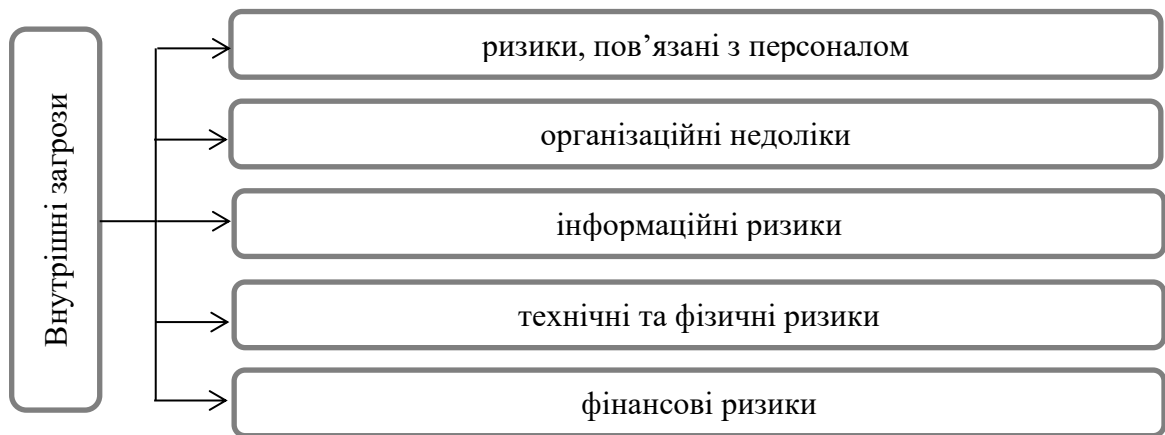 Внутрішні загрози
ризики, пов’язані з персоналом
організаційні недоліки
інформаційні ризики
технічні та фізичні ризики
фінансові ризики